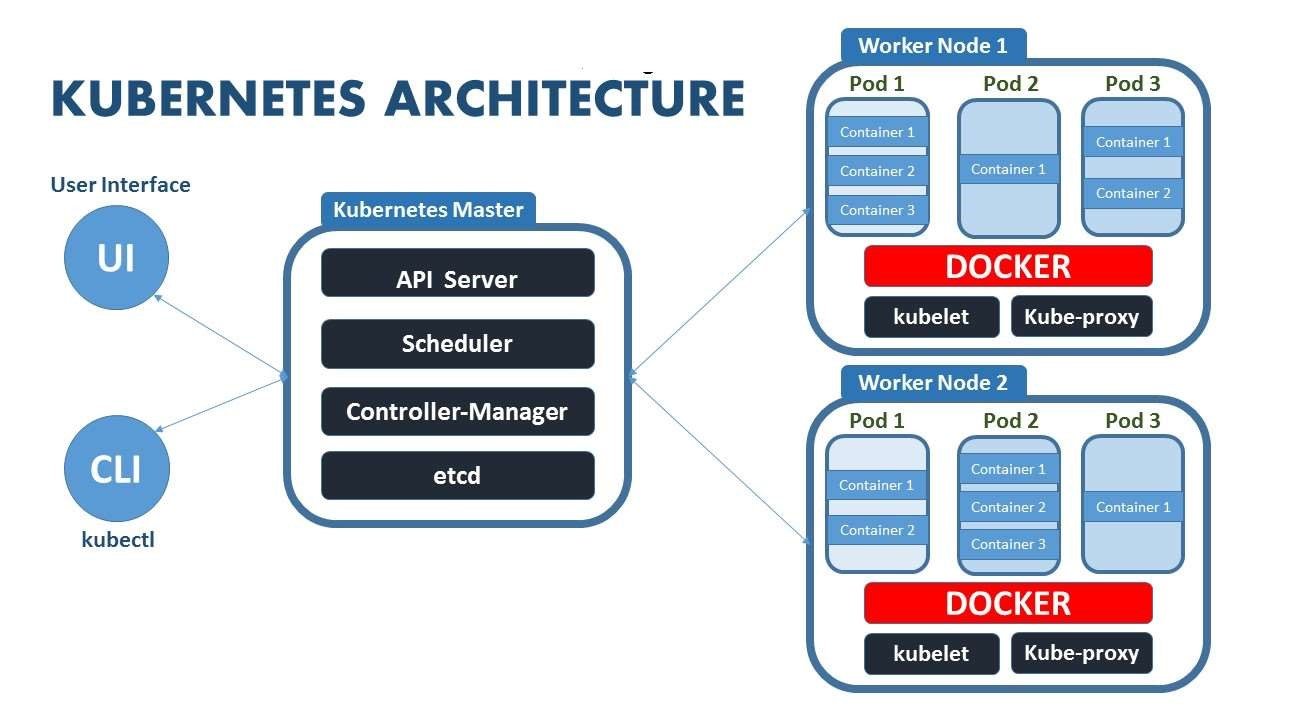 KUBERNETES ARCHITECTURE
User Interface
UI
CLI
kubectl
Kubernetes Master
API Server
Scheduler
Controller-Manager
etcd
Worker Node 1
Pod 1
Container 1
Container 2
Container 3
Pod 2
Container 1
Pod 3
Container 1
Container 2
DOCKER
kubelet
Kube-proxy
Worker Node 2
Pod 1
Container 1
Container 2
Pod 2
Container 1
Container 2
Container 3
Pod 3
Container 1
DOCKER
kubelet
Kube-proxy